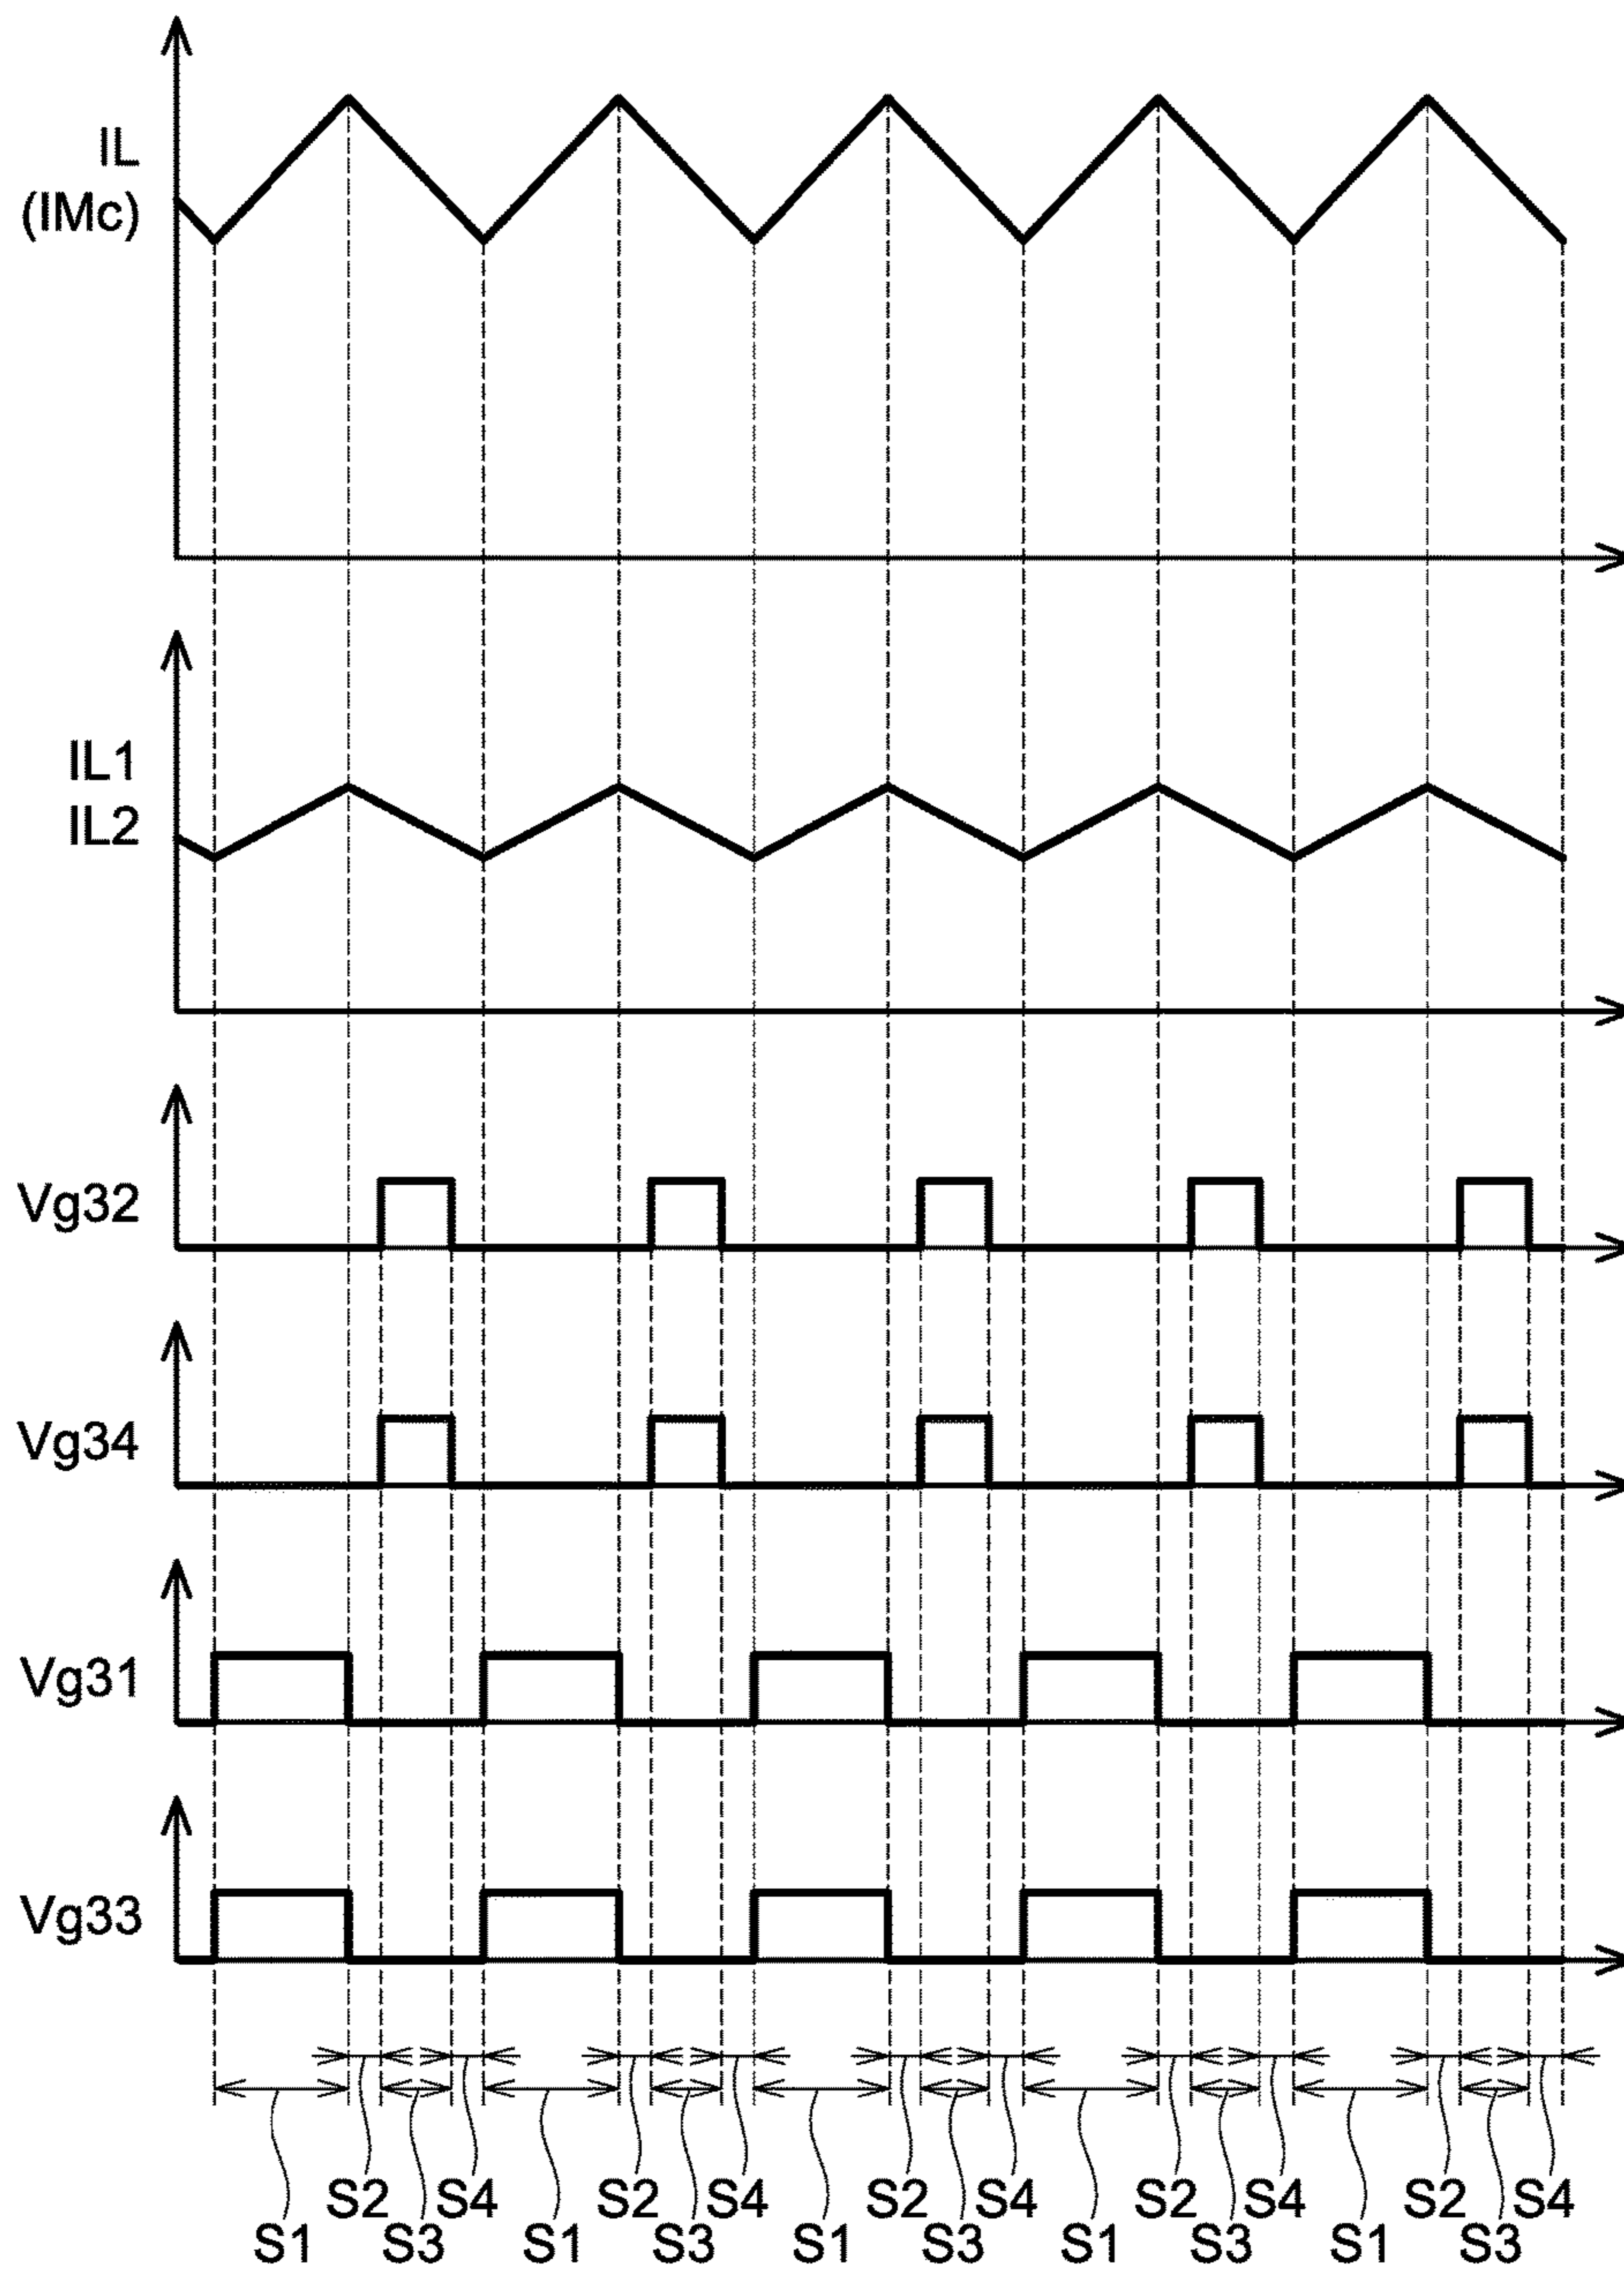 IL
(IMc)
IL1
IL2
Vg32
Vg34
Vg31
Vg33
S2 S4 S2 S4 S2 S4 S2 S4 S2 S4
S1 S3 S1 S3 S1 S3 S1 S3 S1 S3